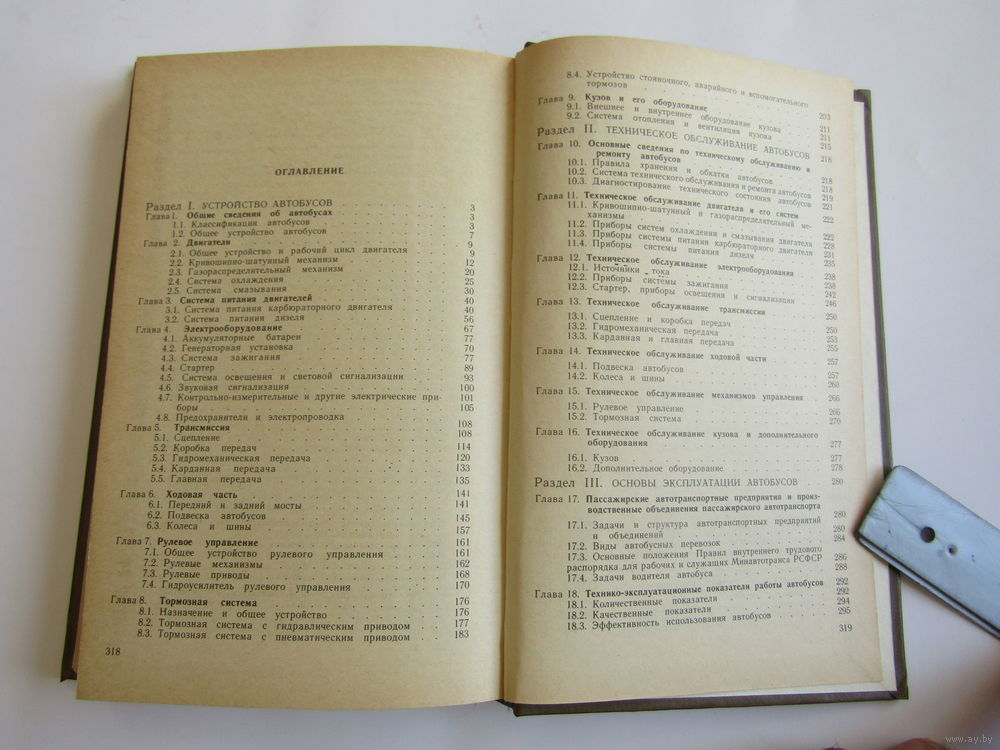 ОГЛАВЛЕНИЕ
Раздел I. УСТРОЙСТВО АВТОБУСОВ 3
Глава 1. Общие сведения об автобусах 3
1.1. Классификация автобусов 3
1.2. Общее устройство автобусов 7
Глава 2. Двигатели 9
2.1. Общее устройство и рабочий цикл двигателя 9
2.2. Кривошипно-шатунный механизм 12
2.3. Газораспределительный механизм 20
2.4. Система охлаждения 25
2.5. Система смазывания 30
Глава 3. Система питания двигателей 40
3.1. Система питания карбюраторного двигателя 40
3.2. Система питания дизеля 56
Глава 4. Электрооборудование 67
4.1. Аккумуляторные батареи 77
4.2. Генераторная установка 70
4.3. Система зажигания 77
4.4. Стартер 89
4.5. Система освещения и световой сигнализации 93
4.6. Звуковая сигнализация 100
4.7. Контрольно-измерительные и другие электрические при- 101
боры 105
4.8. Предохранители и электропроводка
Глава 5. Трансмиссия 108
5.1. Сцепление 108
5.2. Коробка передач 114
5.3. Гидромеханическая передача 120
5.4. Карданная передача 133
5.5. Главная передача 135
Глава 6. Ходовая часть 141
6.1. Передний и задний мосты 141
6.2. Подвеска автобусов 145
6.3. Колеса и шины 157
Глава 7. Рулевое управление 161
7.1. Общее устройство рулевого управления 161
7.2. Рулевые механизмы 162
7.3. Рулевые приводы 168
7.4. Гидроусилитель рулевого управления 170
Глава 8. Тормозная система 176
8.1. Назначение и общее устройство 176
8.2. Тормозная система с гидравлическим приводом 177
8.3. Тормозная система с пневматическим приводом 183
318
8.4. Устройство стояночного, аварийного и вспомогательного
тормозов 203
Глава 9. Кузов и его оборудование 211
9.1. Внешнее и внутреннее оборудование кузова 211
9.2. Система отопления и вентиляция кузова 215
Раздел II. ТЕХНИЧЕСКОЕ ОБСЛУЖИВАНИЕ АВТОБУСОВ 218
Глава 10. Основные сведения по техническому обслуживанию и
ремонту автобусов 218
10.1. Правила хранения и обкатки автобусов 218
10.2. Система технического обслуживания и ремонта автобусов 219
10.3. Диагностирование технического состояния автобусов 221
Глава 11. Техническое обслуживание двигателя и его систем 222
11.1. Кривошипно-шатунный и газораспределительный ме-
ханизмы 222
11.2. Приборы систем охлаждения и смазывания двигателя 228
11.3. Приборы системы питания карбюраторного двигателя 231
11.4. Приборы системы питания дизеля 235
Глава 12. Техническое обслуживание электрооборудования 238
12.1. Источники тока 238
12.2. Приборы системы зажигания 242
12.3. Стартер, приборы освещения и сигнализации 246
Глава 13. Техническое обслуживание трансмиссии 250
13.1. Сцепление и коробка передач 250
13.2. Гидромеханическая передача 253
13.3. Карданная и главная передача 255
Глава 14. Техническое обслуживание ходовой части 257
14.1. Подвеска автобусов 257
14.2. Колеса и шины 260
Глава 15. Техническое обслуживание механизмов управления 266
15.1. Рулевое управление 266
15.2. Тормозная система 270
Глава 16. Техническое обслуживание кузова и дополнительного
оборудования 277
16.1. Кузов 277
16.2. Дополнительное оборудование 278
Раздел III. ОСНОВЫ ЭКСПЛУАТАЦИИ АВТОБУСОВ 280
Глава 17. Пассажирские автотранспортные предприятия и произ-
водственные объединения пассажирского автотранспорта 280
17.1. Задачи и структура автотранспортных предприятий
и объединений 280
17.2. Виды автобусных перевозок 284
17.3. Основные положения Правил внутреннего трудового
распорядка для рабочих и служащих Минавтотранса РСФСР 286
17.4. Задачи водителя автобуса 288
Глава 18. Технико-эксплуатационные показатели работы автобусов 292
18.1. Количественные показатели 292
18.2. Качественные показатели 294
18.3. Эффективность использования автобусов 295
319
www.ay.by